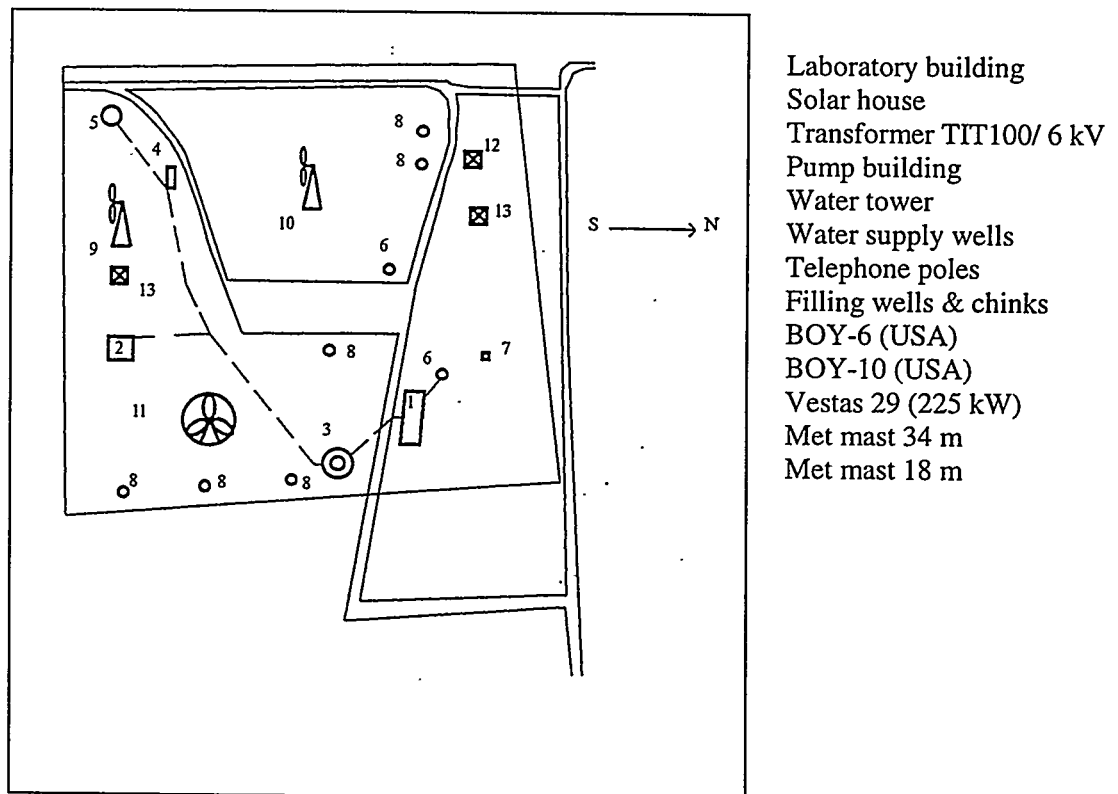 8
12
5
4
8
13
10
S N
9
6
13
8
7
2
6
1
11
3
8
8
8
Laboratory building
Solar house
Transformer TIT100/ 6 kV
Pump building
Water tower
Water supply wells
Telephone poles
Filling wells & chinks
BOY-6 (USA)
BOY-10 (USA)
Vestas 29 (225 kW)
Met mast 34 m
Met mast 18 m